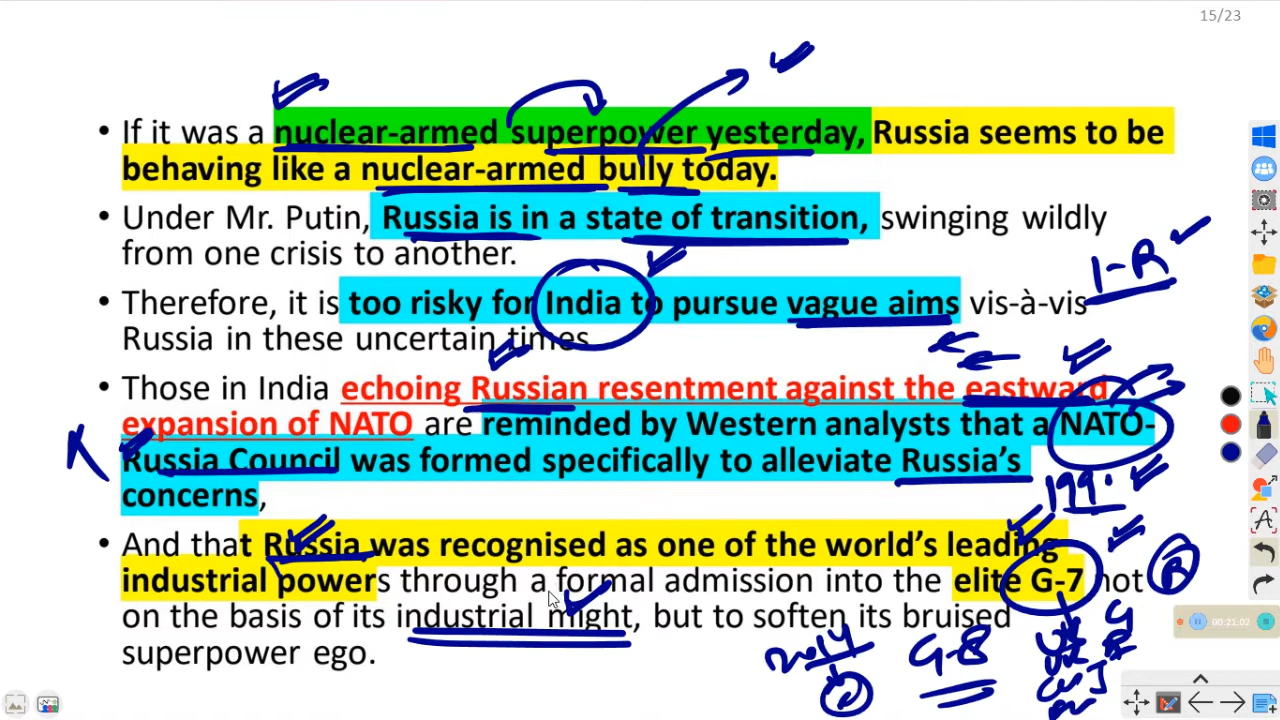 15/23
• If it was a nuclear-armed superpower yesterday, Russia seems to be
behaving like a nuclear-armed bully today.
• Under Mr. Putin, Russia is in a state of transition, swinging wildly
from one crisis to another.
1-R
• Therefore, it is too risky for India to pursue vague aims vis-à-vis
Russia in these uncertain times.
• Those in India echoing Russian resentment against the eastward
expansion of NATO are reminded by Western analysts that a NATO-
Russia Council was formed specifically to alleviate Russia's
concerns,
• And that Russia was recognised as one of the world's leading
industrial powers through a formal admission into the elite G-7 not
R
on the basis of its industrial might, but to soften its bruised
superpower ego.
2014
G-8
00:21:02